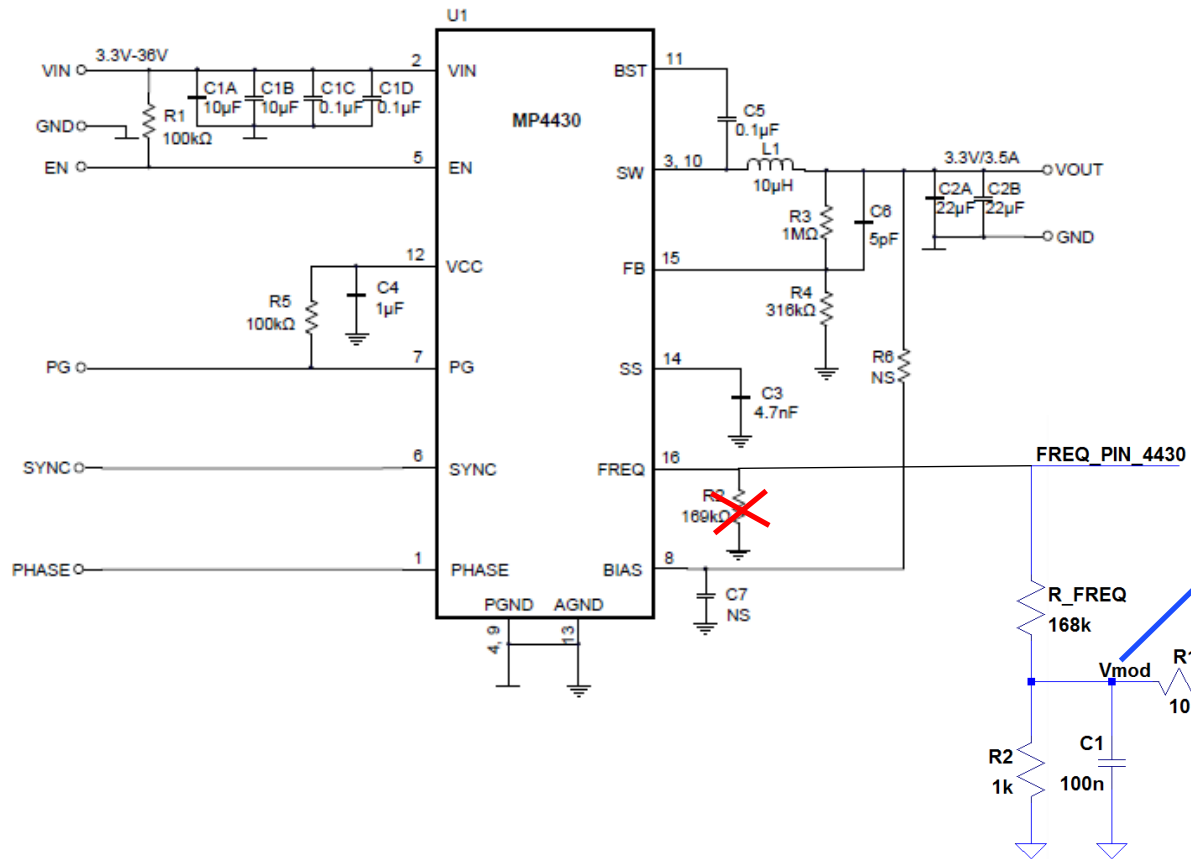 U1
MP4430
3.3V-36V
VIN
GND
EN
R1
100kΩ
C1A
10µF
C1B
10µF
C1C
0.1µF
C1D
0.1µF
2
VIN
5
EN
12
VCC
C4
1µF
R5
100kΩ
PG
7
PG
SYNC
6
SYNC
PHASE
1
PHASE
PGND
AGND
4, 9
13
BST
11
C5
0.1µF
SW
3, 10
L1
10µH
3.3V/3.5A
VOUT
C2A
22µF
C2B
22µF
GND
R3
1MΩ
C6
5pF
FB
15
R4
316kΩ
R6
NS
SS
14
C3
4.7nF
FREQ
16
R2
169kΩ
BIAS
8
C7
NS
FREQ_PIN_4430
R_FREQ
168k
Vmod
R2
1k
C1
100n